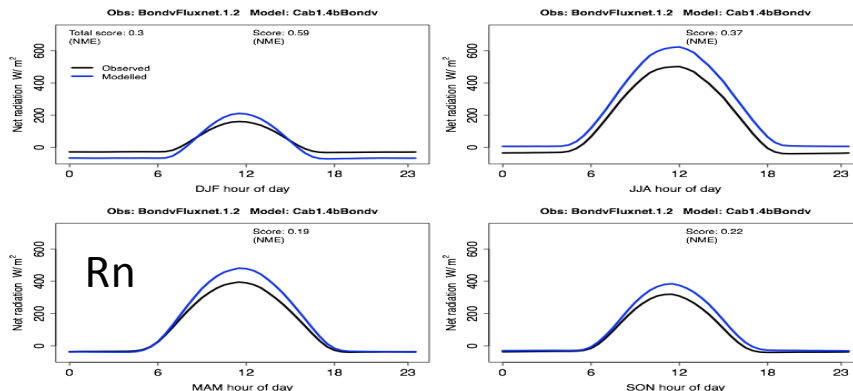 Obs: BondvFluxnet.1.2 Model: Cab1.4bBondv
Total score: 0.3
(NME)
Score: 0.59
(NME)
Observed
Modelled
Net radiation W/m²
600
400
200
0
0 6 12 18 23
DJF hour of day
Obs: BondvFluxnet.1.2 Model: Cab1.4bBondv
Score: 0.37
(NME)
Net radiation W/m²
600
400
200
0
0 6 12 18 23
JJA hour of day
Obs: BondvFluxnet.1.2 Model: Cab1.4bBondv
Score: 0.19
(NME)
Rn
Net radiation W/m²
600
400
200
0
0 6 12 18 23
MAM hour of day
Obs: BondvFluxnet.1.2 Model: Cab1.4bBondv
Score: 0.22
(NME)
Net radiation W/m²
600
400
200
0
0 6 12 18 23
SON hour of day